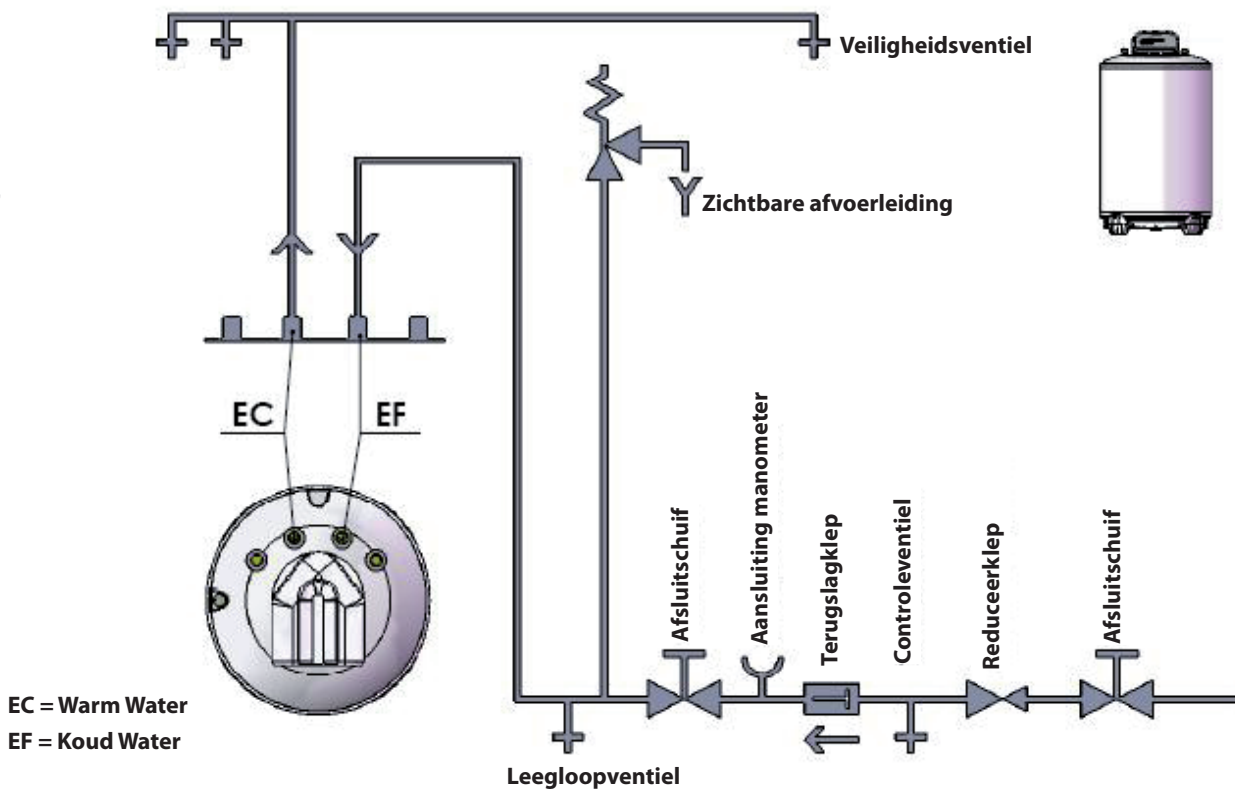 Veiligheidsventiel
Zichtbare afvoerleiding
EC
EF
Afsluitschuif
Aansluiting manometer
Terugslagklep
Controleventiel
Reduceerklep
Afsluitschuif
EC = Warm Water
EF = Koud Water
Leegloopventiel